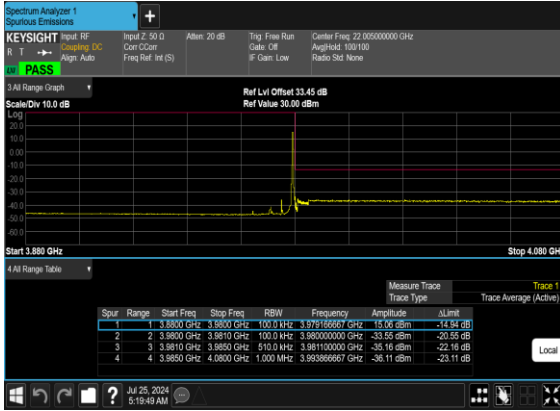 Spectrum Analyzer 1
Spurious Emissions
+
KEYSIGHT Input: RF Input Z: 50 Ω Atten: 20 dB Trig: Free Run Center Freq: 22.005000000 GHz
R T Coupling: DC Corr CCorr Gate: Off Avg|Hold: 100/100
Align: Auto Freq Ref: Int (S) IF Gain: Low Radio Std: None
PASS
3 All Range Graph
Ref Lvl Offset 33.45 dB
Scale/Div 10.0 dB Ref Value 30.00 dBm
Log
20.0
10.0
0.00
-10.0
-20.0
-30.0
-40.0
-50.0
-60.0
Start 3.880 GHz Stop 4.080 GH
4 All Range Table
Measure Trace Trace 1
Trace Type Trace Average (Active)
Spur Range Start Freq Stop Freq RBW Frequency Amplitude ΔLimit
1 1 3.8800 GHz 3.9800 GHz 100.0 kHz 3.979166667 GHz 15.06 dBm -14.94 dB
2 2 3.9800 GHz 3.9810 GHz 100.0 kHz 3.980000000 GHz -33.55 dBm -20.55 dB
3 3 3.9810 GHz 3.9850 GHz 510.0 kHz 3.981100000 GHz -35.16 dBm -22.16 dB
4 4 3.9850 GHz 4.0800 GHz 1.000 MHz 3.993866667 GHz -36.11 dBm -23.11 dB
Local
?
Jul 25, 2024
5:19:49 AM